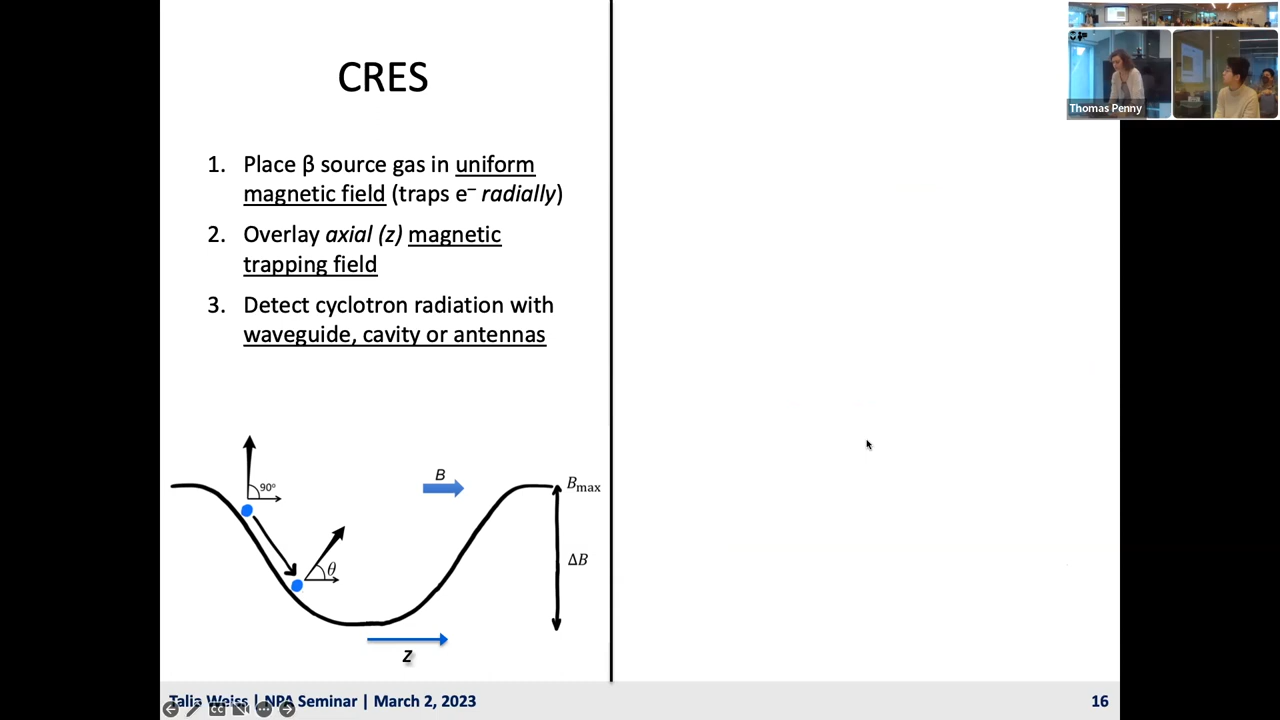 CRES
1. Place β source gas in uniform
magnetic field (traps e⁻ radially)
2. Overlay axial (z) magnetic
trapping field
3. Detect cyclotron radiation with
waveguide, cavity or antennas
90°
θ
B
Bmax
ΔB
z
Talia Weiss | NPA Seminar | March 2, 2023
16
Thomas Penny